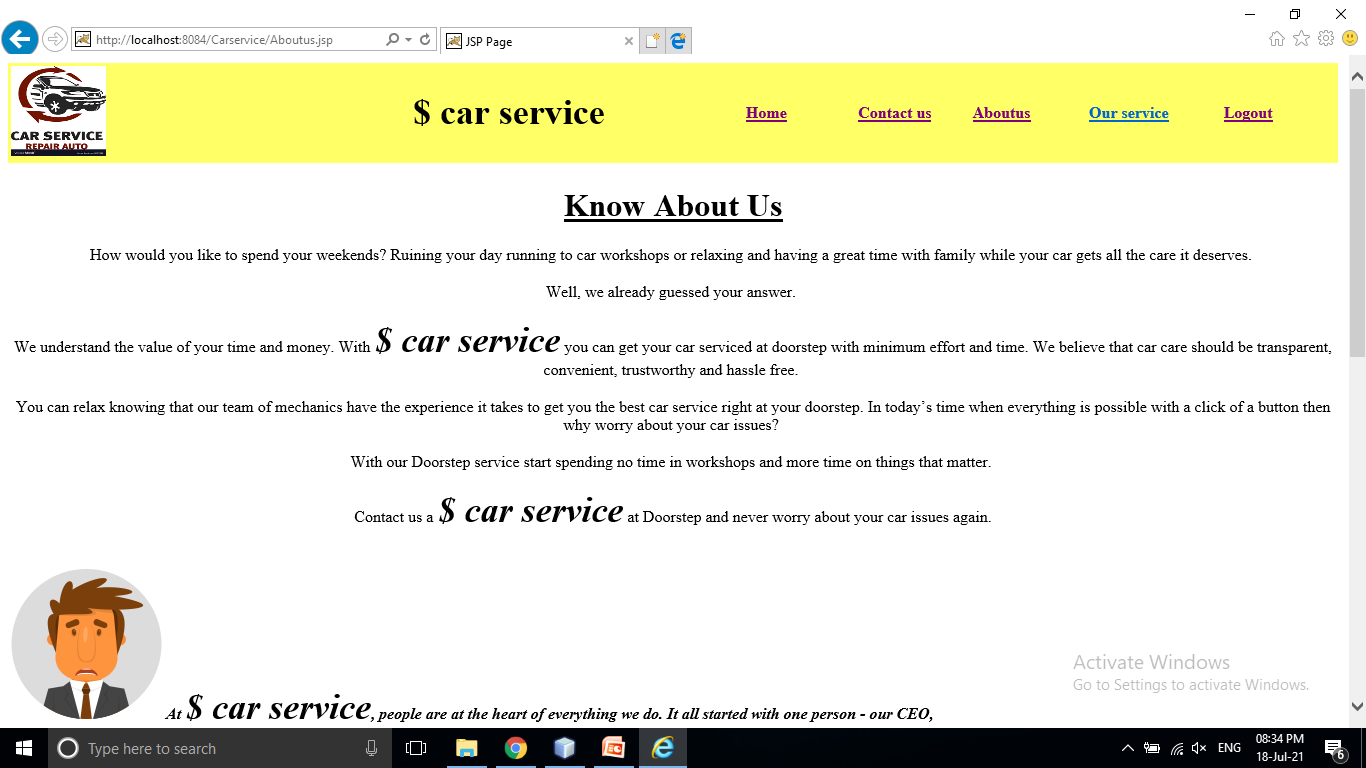 http://localhost:8084/Carservice/Aboutus.jsp
JSP Page
CAR SERVICE
REPAIR AUTO
$ car service
Home
Contact us
Aboutus
Our service
Logout
Know About Us
How would you like to spend your weekends? Ruining your day running to car workshops or relaxing and having a great time with family while your car gets all the care it deserves.
Well, we already guessed your answer.
We understand the value of your time and money. With $ car service you can get your car serviced at doorstep with minimum effort and time. We believe that car care should be transparent,
convenient, trustworthy and hassle free.
You can relax knowing that our team of mechanics have the experience it takes to get you the best car service right at your doorstep. In today’s time when everything is possible with a click of a button then
why worry about your car issues?
With our Doorstep service start spending no time in workshops and more time on things that matter.
Contact us a $ car service at Doorstep and never worry about your car issues again.
At $ car service, people are at the heart of everything we do. It all started with one person - our CEO,
Activate Windows
Go to Settings to activate Windows.
Type here to search
ENG
08:34 PM
18-Jul-21
6